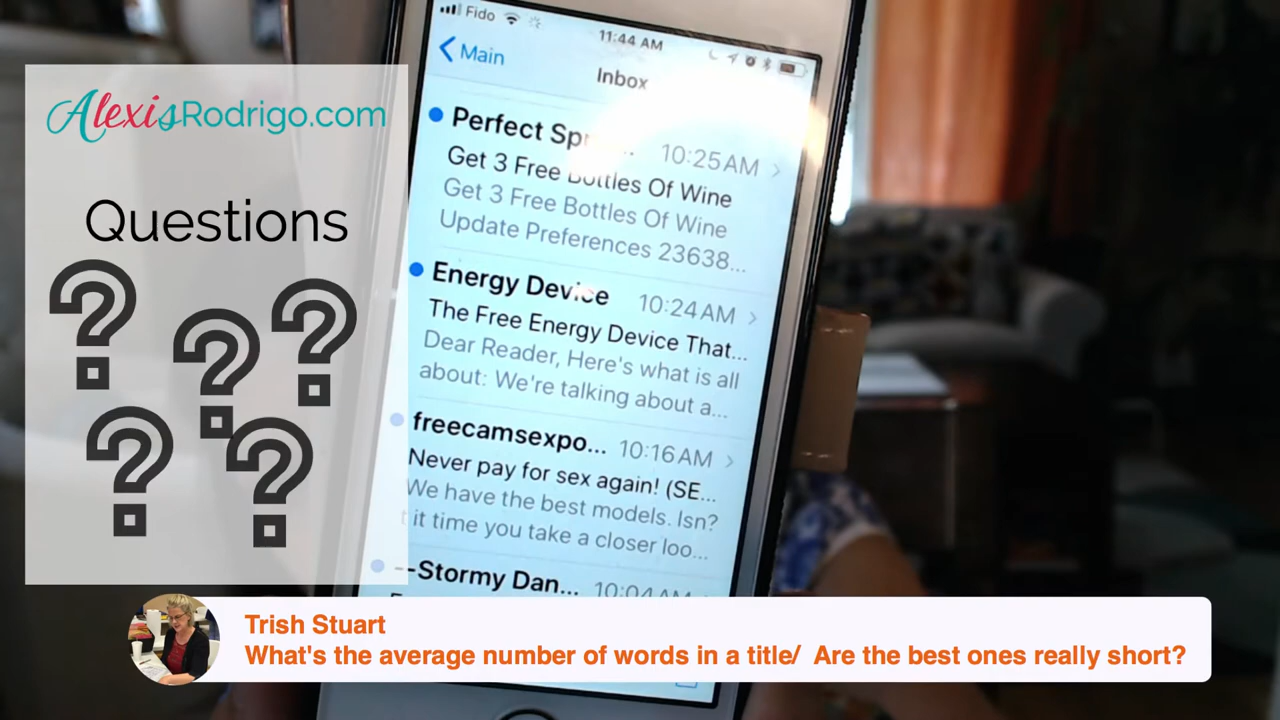 AlexisRodrigo.com
Questions
? ? ?
? ?
Fido 11:44 AM
Main
Inbox
Perfect Sp 10:25 AM
Get 3 Free Bottles Of Wine
Get 3 Free Bottles Of Wine
Update Preferences 23638...
Energy Device 10:24 AM
The Free Energy Device That...
Dear Reader, Here's what is all
about: We're talking about a...
freecamsexpo... 10:16 AM
Never pay for sex again! (SE...
We have the best models. Isn?
t it time you take a closer loo...
--Stormy Dan... 10:04 AM
Trish Stuart
What's the average number of words in a title/ Are the best ones really short?